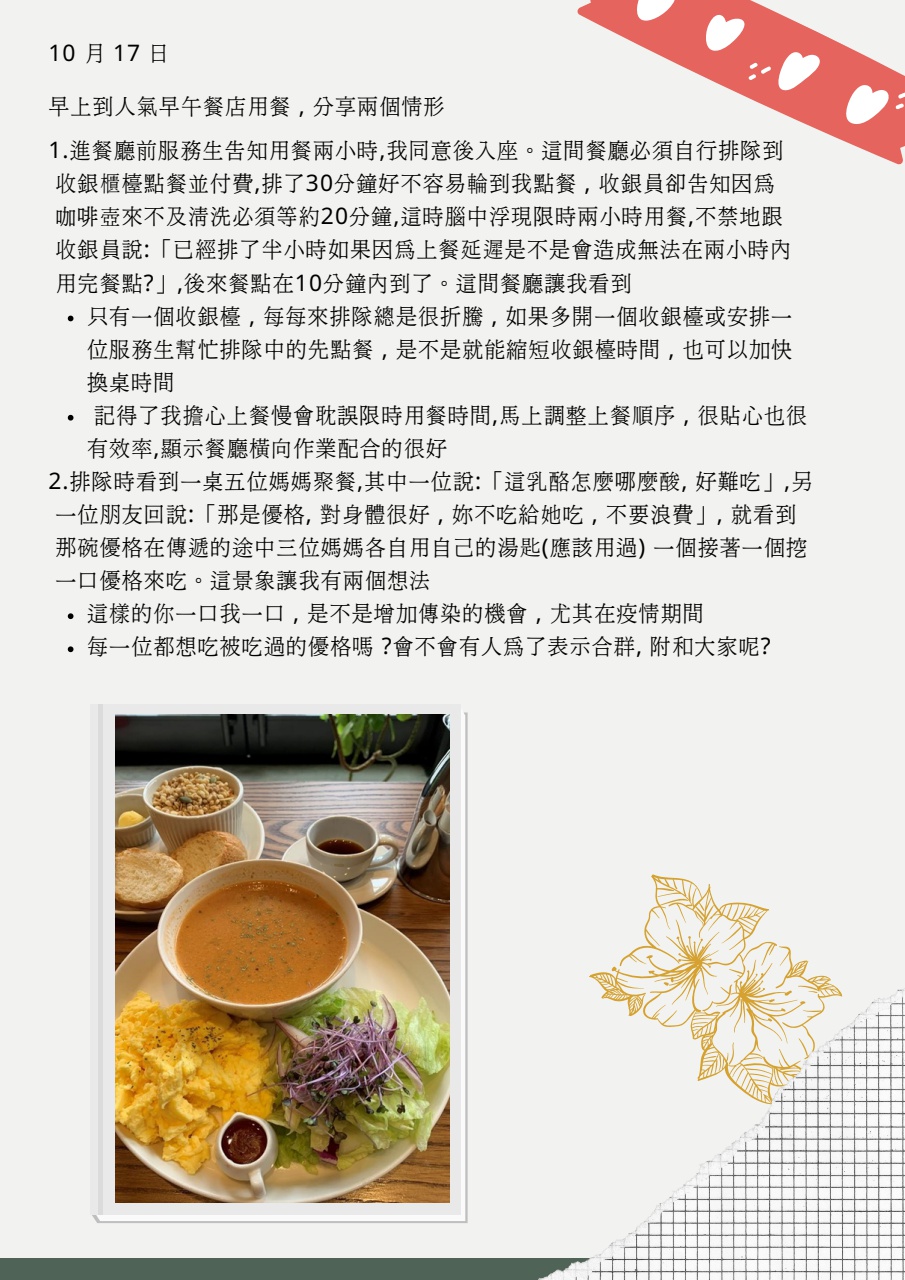 10 月 17 日
早上到人氣早午餐店用餐，分享兩個情形
1.進餐廳前服務生告知用餐兩小時,我同意後入座。這間餐廳必須自行排隊到
收銀櫃檯點餐並付費,排了30分鐘好不容易輪到我點餐，收銀員卻告知因為
咖啡壺來不及清洗必須等約20分鐘,這時腦中浮現限時兩小時用餐,不禁地跟
收銀員說:「已經排了半小時如果因為上餐延遲是不是會造成無法在兩小時內
用完餐點?」,後來餐點在10分鐘內到了。這間餐廳讓我看到
• 只有一個收銀檯，每每來排隊總是很折騰，如果多開一個收銀檯或安排一
位服務生幫忙排隊中的先點餐，是不是就能縮短收銀檯時間，也可以加快
換桌時間
• 記得了我擔心上餐慢會耽誤限時用餐時間,馬上調整上餐順序，很貼心也很
有效率,顯示餐廳橫向作業配合的很好
2.排隊時看到一桌五位媽媽聚餐,其中一位說:「這乳酪怎麼哪麼酸, 好難吃」,另
一位朋友回說:「那是優格, 對身體很好，妳不吃給她吃，不要浪費」, 就看到
那碗優格在傳遞的途中三位媽媽各自用自己的湯匙(應該用過) 一個接著一個挖
一口優格來吃。這景象讓我有兩個想法
• 這樣的你一口我一口，是不是增加傳染的機會，尤其在疫情期間
• 每一位都想吃被吃過的優格嗎 ?會不會有人為了表示合群, 附和大家呢?